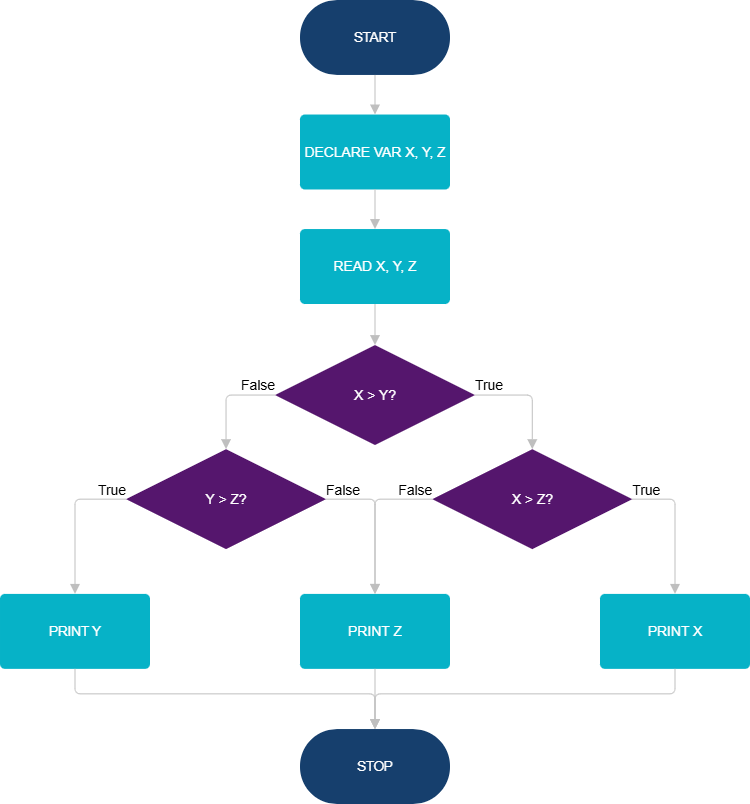 START
DECLARE VAR X, Y, Z
READ X, Y, Z
False
X > Y?
True
True
Y > Z?
False
False
X > Z?
True
PRINT Y
PRINT Z
PRINT X
STOP